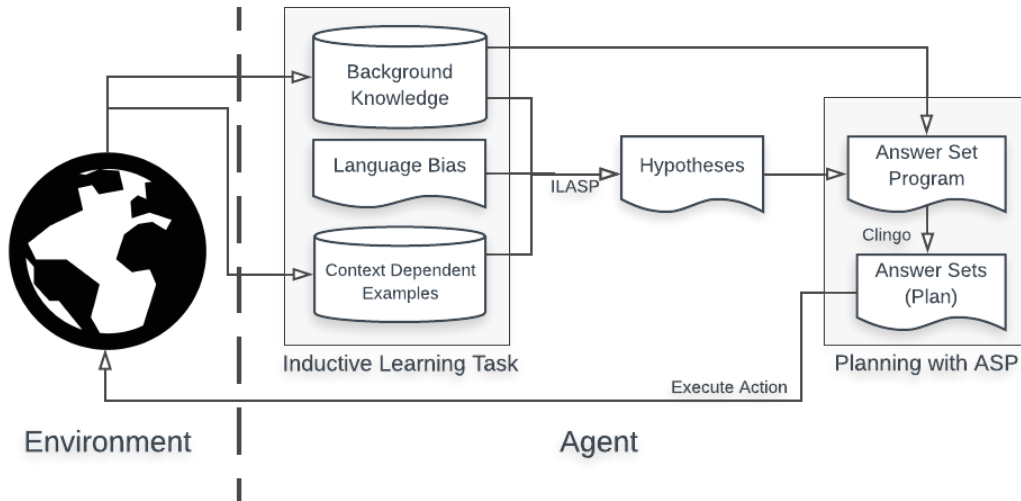 Background
Knowledge
Language Bias
ILASP
Context Dependent
Examples
Inductive Learning Task
Hypotheses
Answer Set
Program
Clingo
Answer Sets
(Plan)
Planning with ASP
Execute Action
Environment
Agent